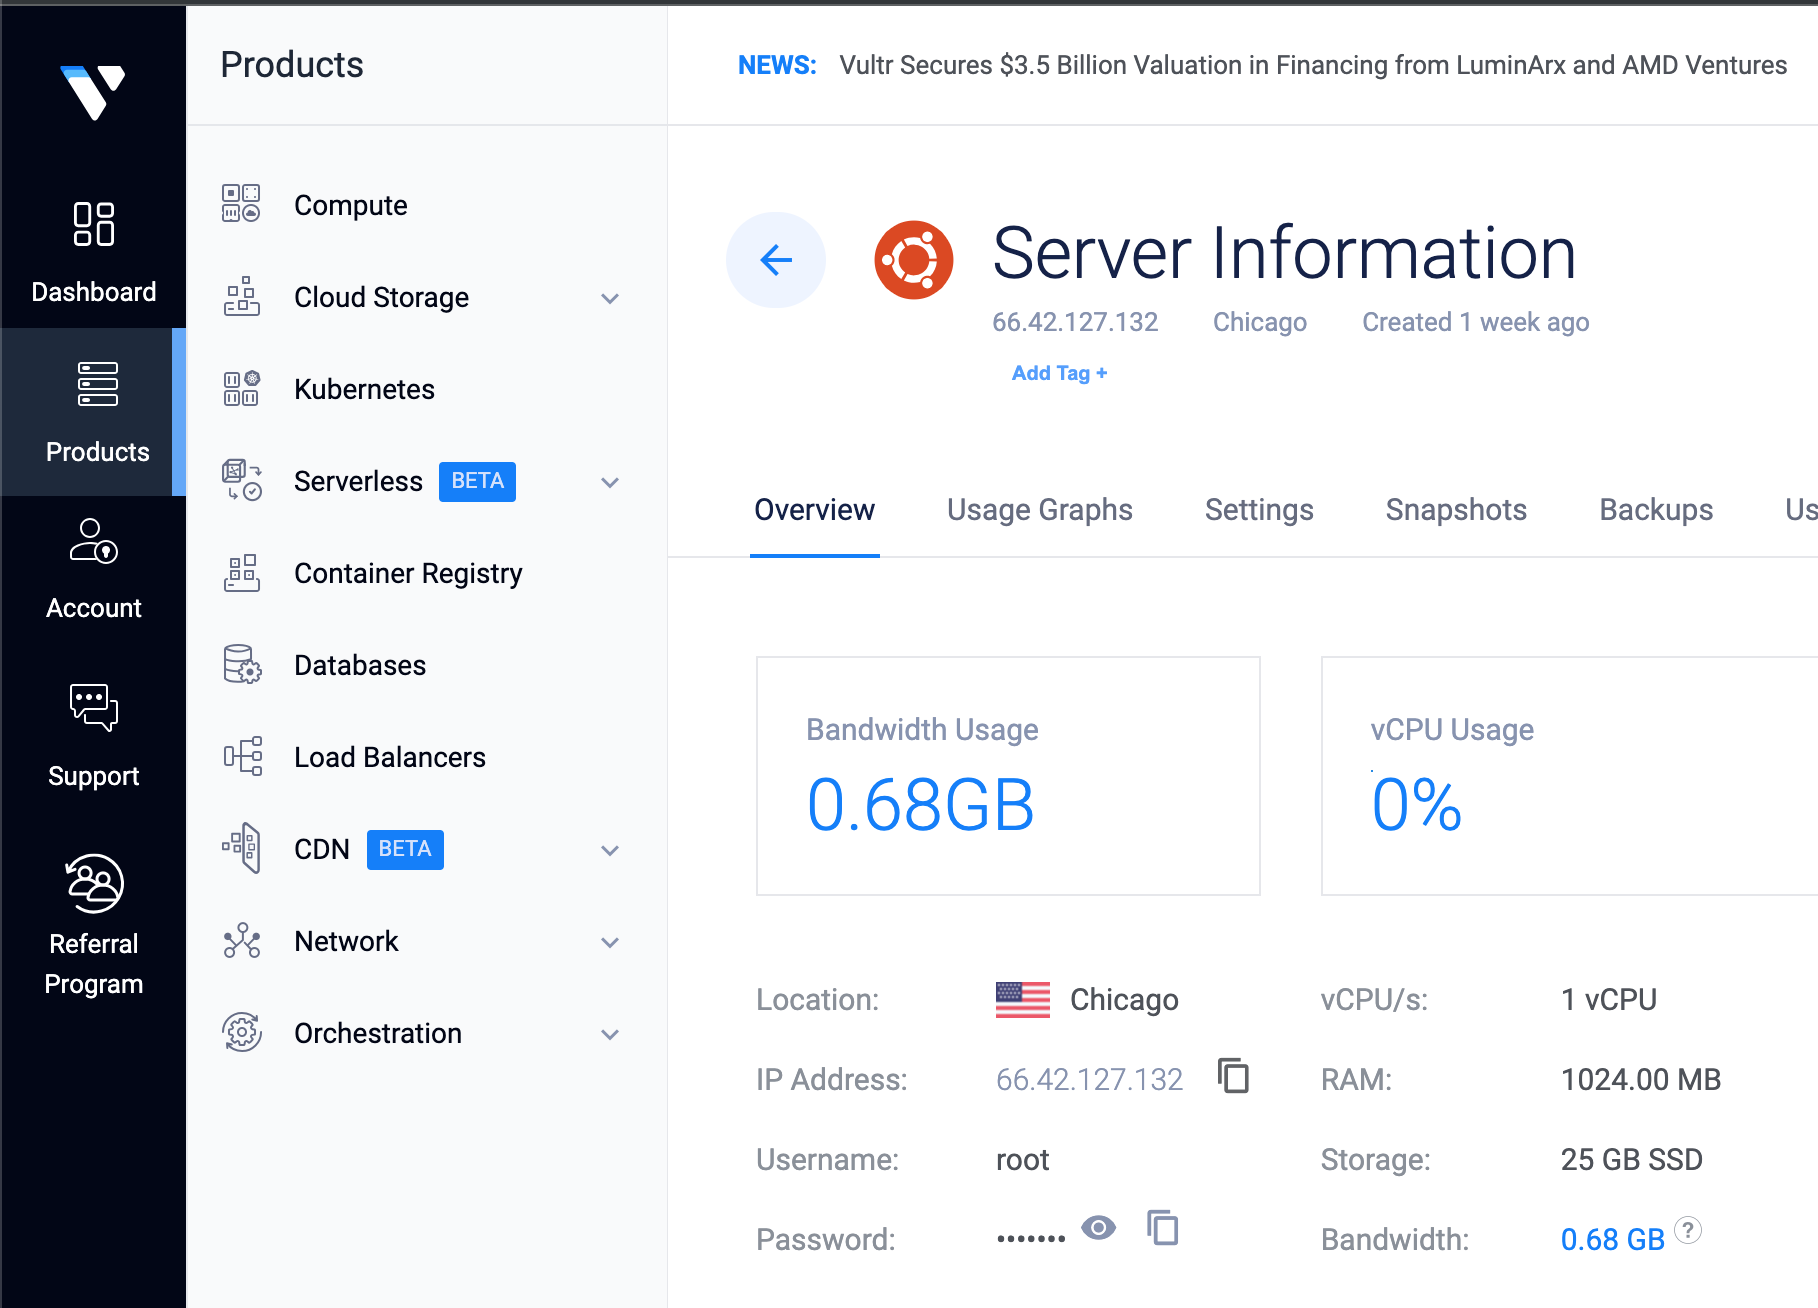 Products
NEWS: Vultr Secures $3.5 Billion Valuation in Financing from LuminArx and AMD Ventures
Dashboard
Products
Account
Support
Referral
Program
Compute
Cloud Storage
Kubernetes
Serverless BETA
Container Registry
Databases
Load Balancers
CDN BETA
Network
Orchestration
Server Information
66.42.127.132 Chicago Created 1 week ago
Add Tag +
Overview Usage Graphs Settings Snapshots Backups Us
Bandwidth Usage
0.68GB
vCPU Usage
0%
Location: Chicago
IP Address: 66.42.127.132
Username: root
Password: •••••••
vCPU/s: 1 vCPU
RAM: 1024.00 MB
Storage: 25 GB SSD
Bandwidth: 0.68 GB ?